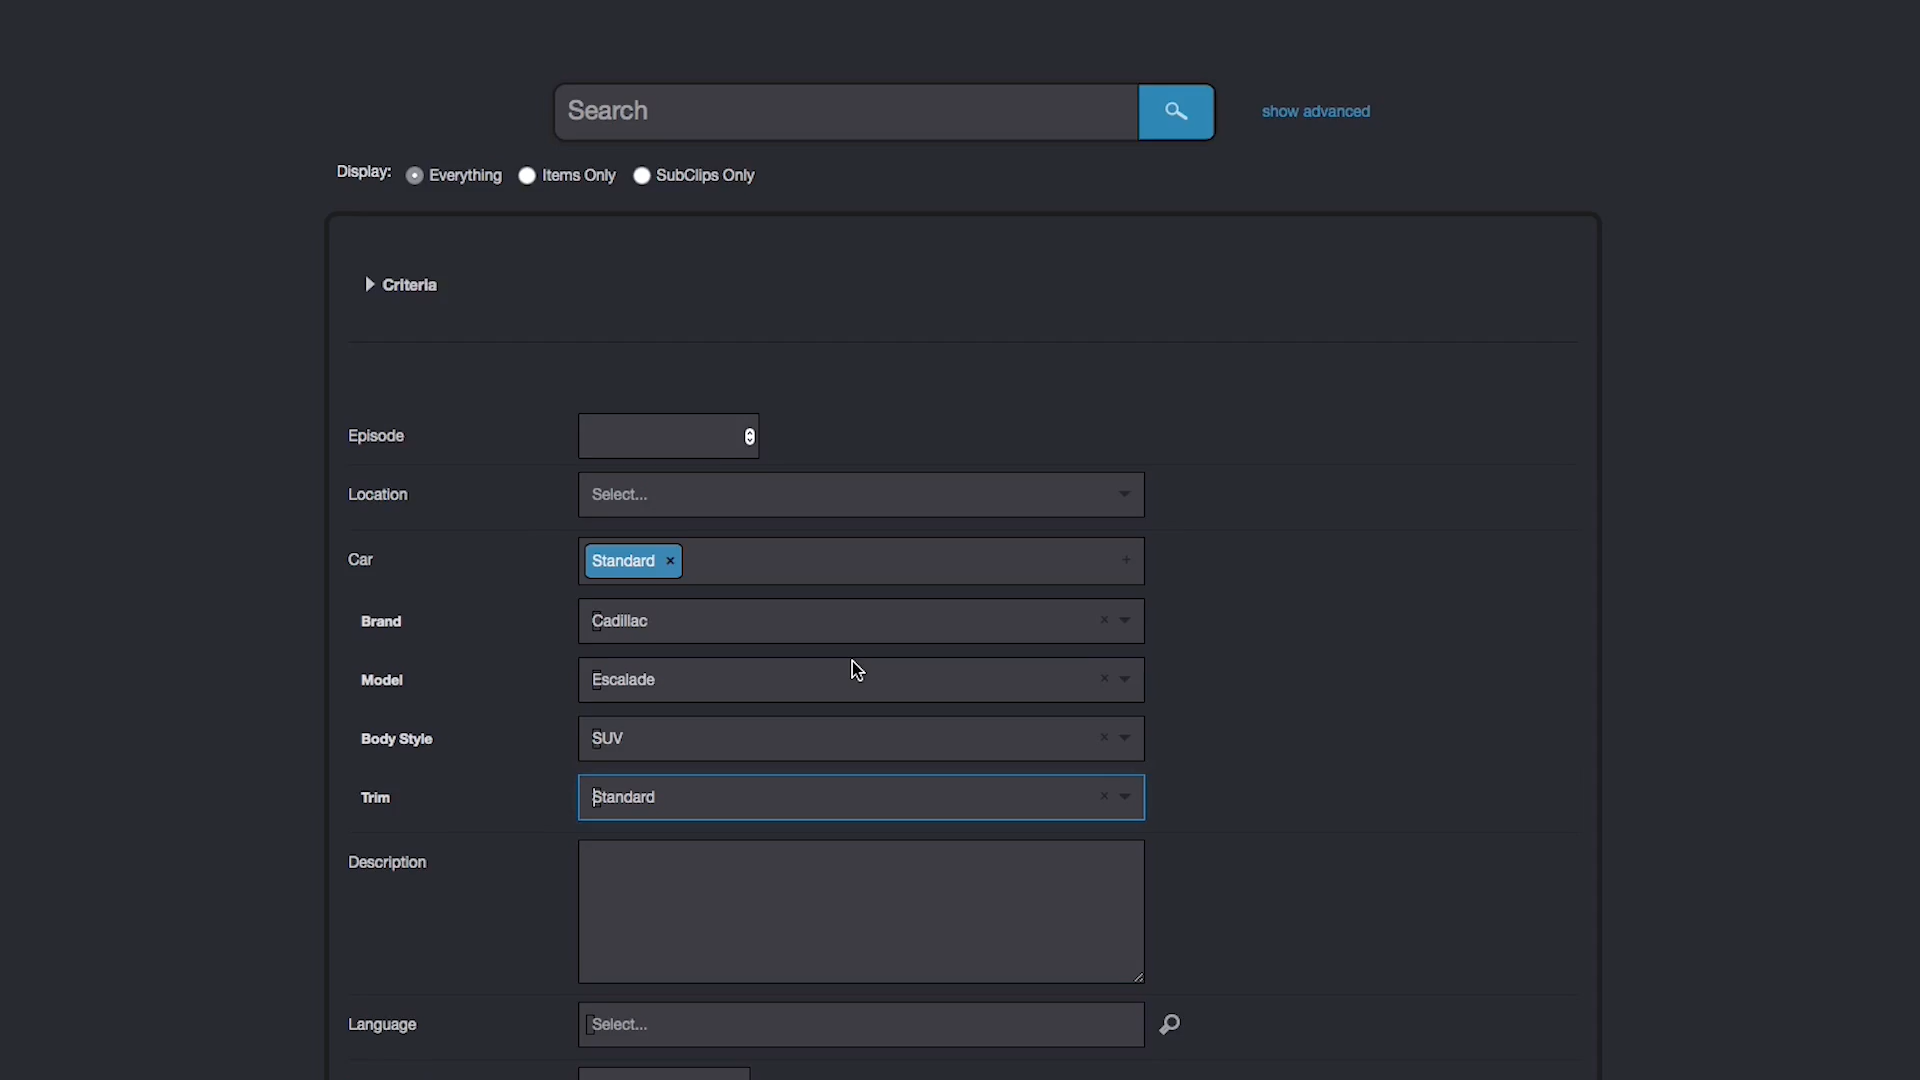 Search
show advanced
Display: Everything Items Only SubClips Only
Criteria
Episode
Location Select...
Car Standard ×
Brand Cadillac
Model Escalade
Body Style SUV
Trim Standard
Description
Language Select...